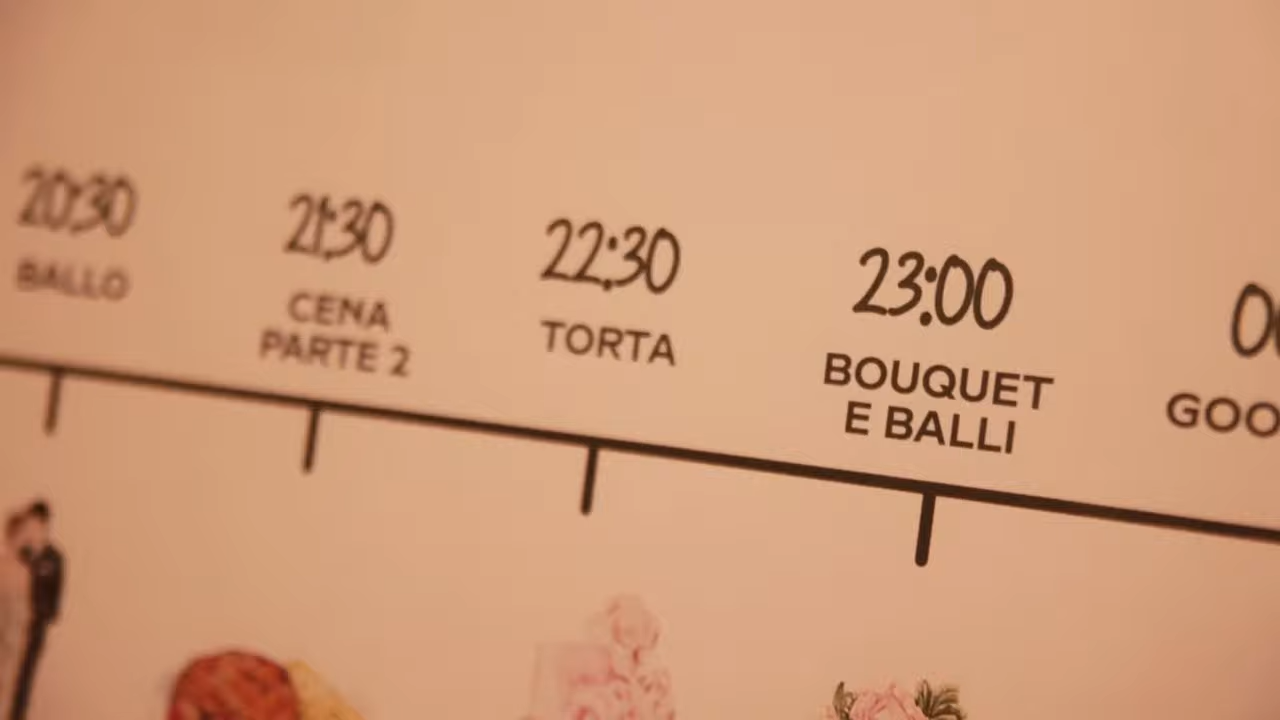 20:30
BALLO
21:30
CENA
PARTE 2
22:30
TORTA
23:00
BOUQUET
E BALLI